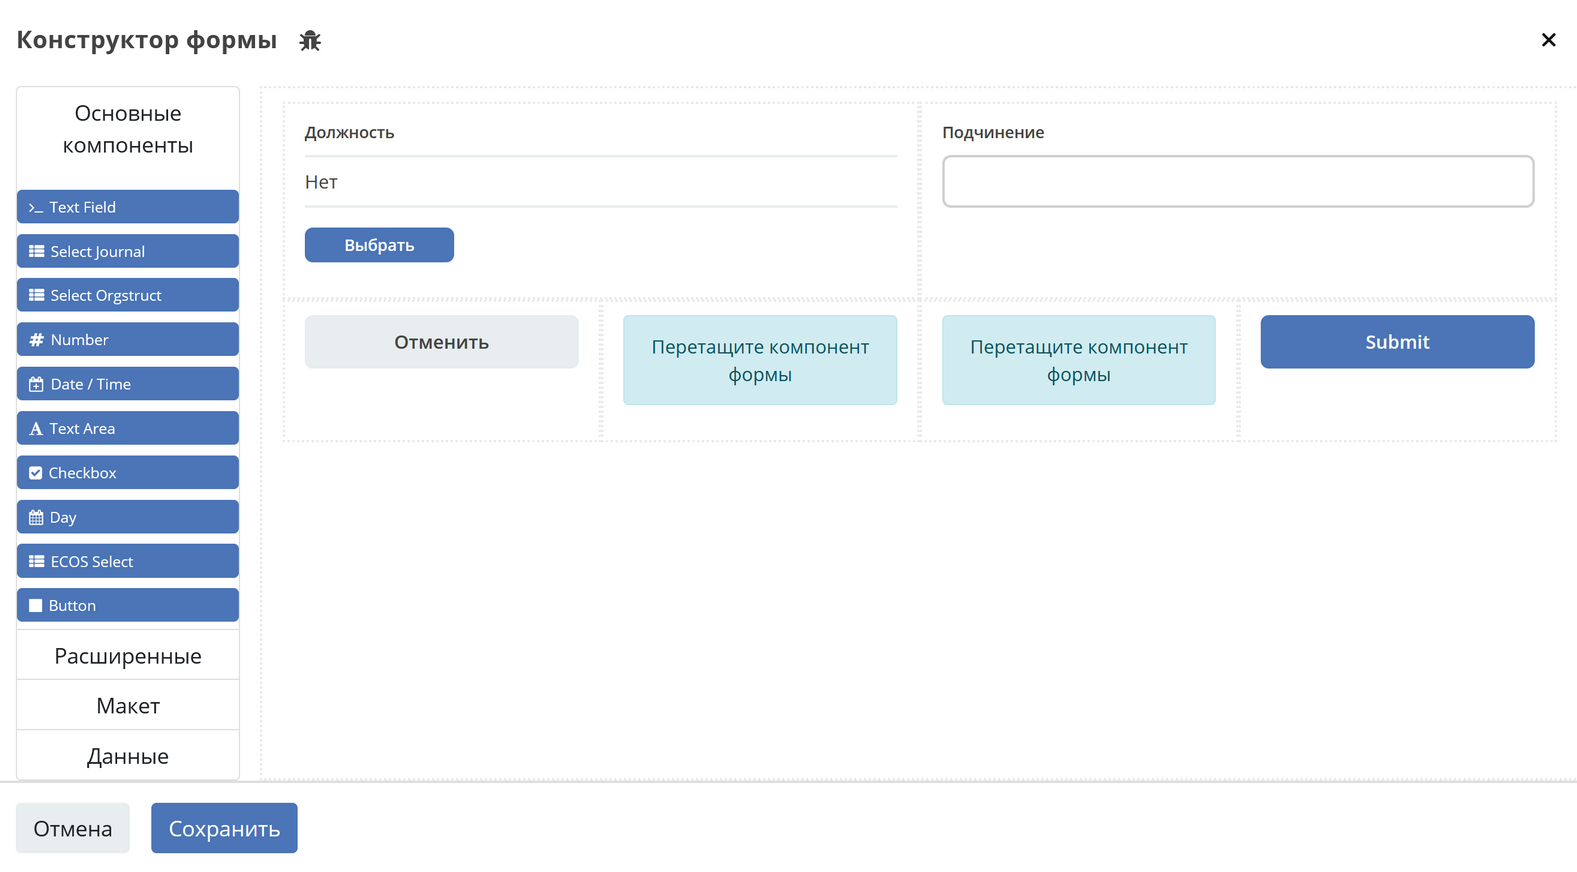 Конструктор формы
Основные
компоненты
Text Field
Select Journal
Select Orgstruct
Number
Date / Time
Text Area
Checkbox
Day
ECOS Select
Button
Расширенные
Макет
Данные
Должность
Нет
Выбрать
Подчинение
Отменить
Перетащите компонент
формы
Перетащите компонент
формы
Submit
Отмена
Сохранить